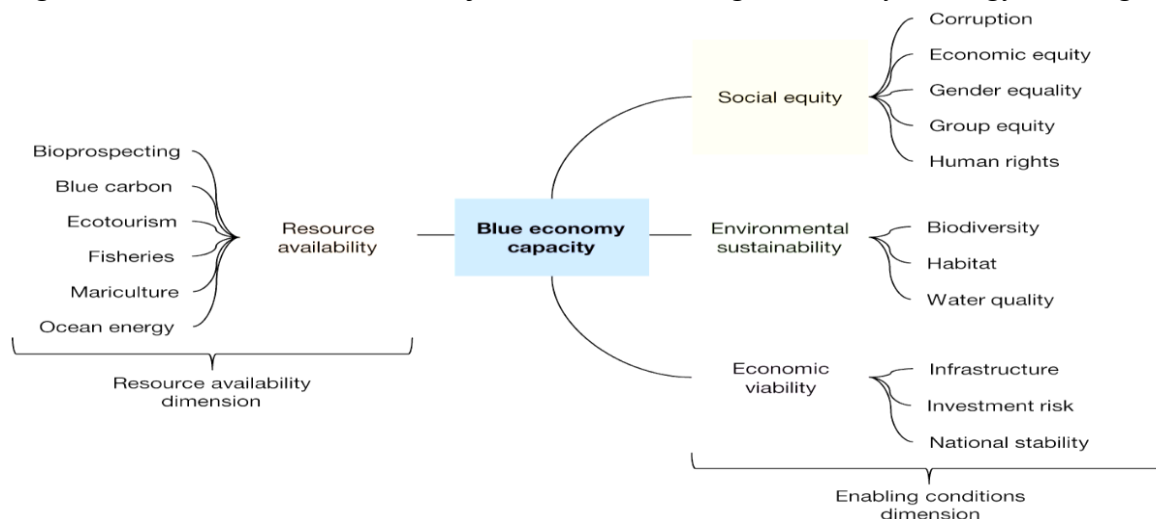 Bioprospecting
Blue carbon
Ecotourism
Fisheries
Mariculture
Ocean energy
Resource
availability
Resource availability
dimension
Blue economy
capacity
Social equity
Corruption
Economic equity
Gender equality
Group equity
Human rights
Environmental
sustainability
Biodiversity
Habitat
Water quality
Economic
viability
Infrastructure
Investment risk
National stability
Enabling conditions
dimension